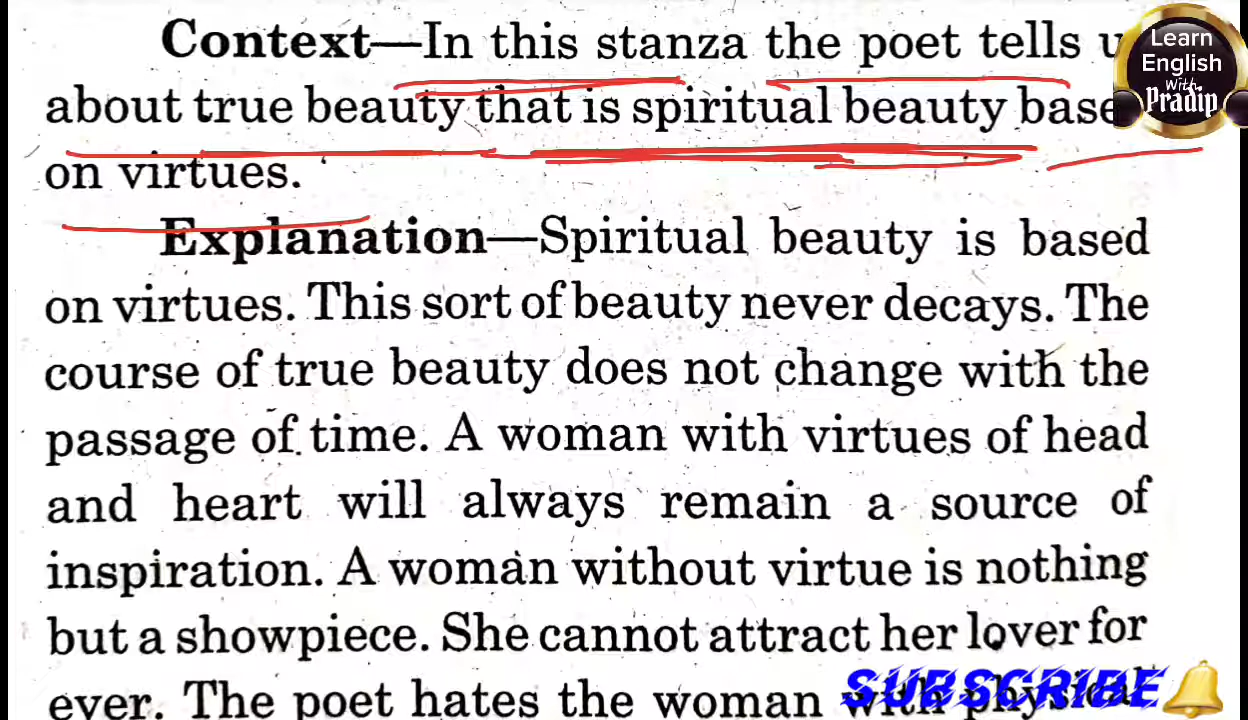 Context—In this stanza the poet tells
about true beauty that is spiritual beauty
on virtues.
Explanation—Spiritual beauty is based
on virtues. This sort of beauty never decays. The
course of true beauty does not change with the
passage of time. A woman with virtues of head
and heart will always remain a source of
inspiration. A woman without virtue is nothing
but a showpiece. She cannot attract her lover for
ever. The poet hates the woman with physical
Learn
English
With
Pradip
SUBSCRIBE